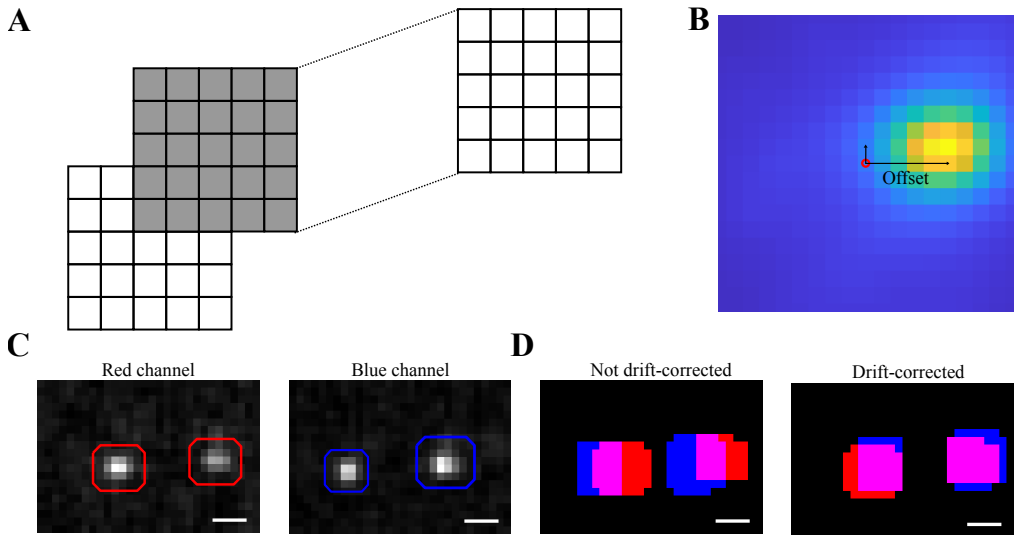 A
B
Offset
C
D
Red channel
Blue channel
Not drift-corrected
Drift-corrected